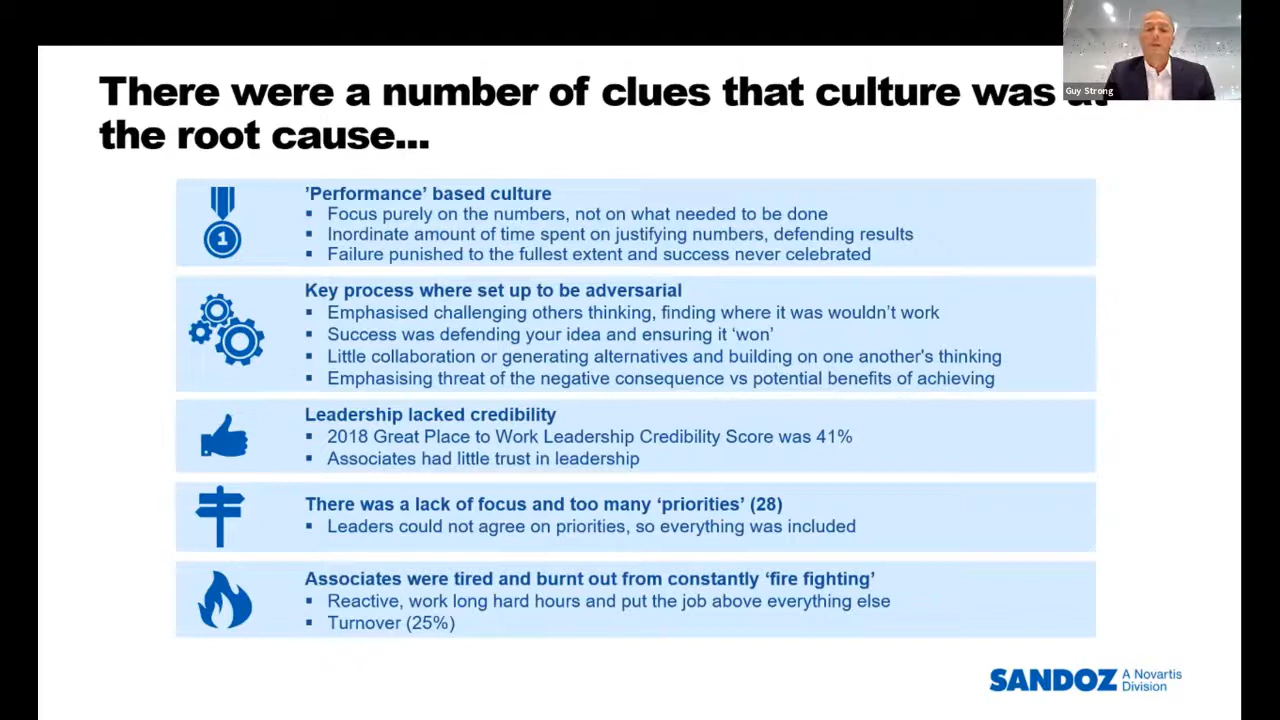 There were a number of clues that culture was at
the root cause...
Guy Strong
'Performance' based culture
▪ Focus purely on the numbers, not on what needed to be done
▪ Inordinate amount of time spent on justifying numbers, defending results
▪ Failure punished to the fullest extent and success never celebrated
1
Key process where set up to be adversarial
▪ Emphasised challenging others thinking, finding where it was wouldn't work
▪ Success was defending your idea and ensuring it 'won'
▪ Little collaboration or generating alternatives and building on one another's thinking
▪ Emphasising threat of the negative consequence vs potential benefits of achieving
Leadership lacked credibility
▪ 2018 Great Place to Work Leadership Credibility Score was 41%
▪ Associates had little trust in leadership
There was a lack of focus and too many 'priorities' (28)
▪ Leaders could not agree on priorities, so everything was included
Associates were tired and burnt out from constantly 'fire fighting'
▪ Reactive, work long hard hours and put the job above everything else
▪ Turnover (25%)
SANDOZ A Novartis
Division